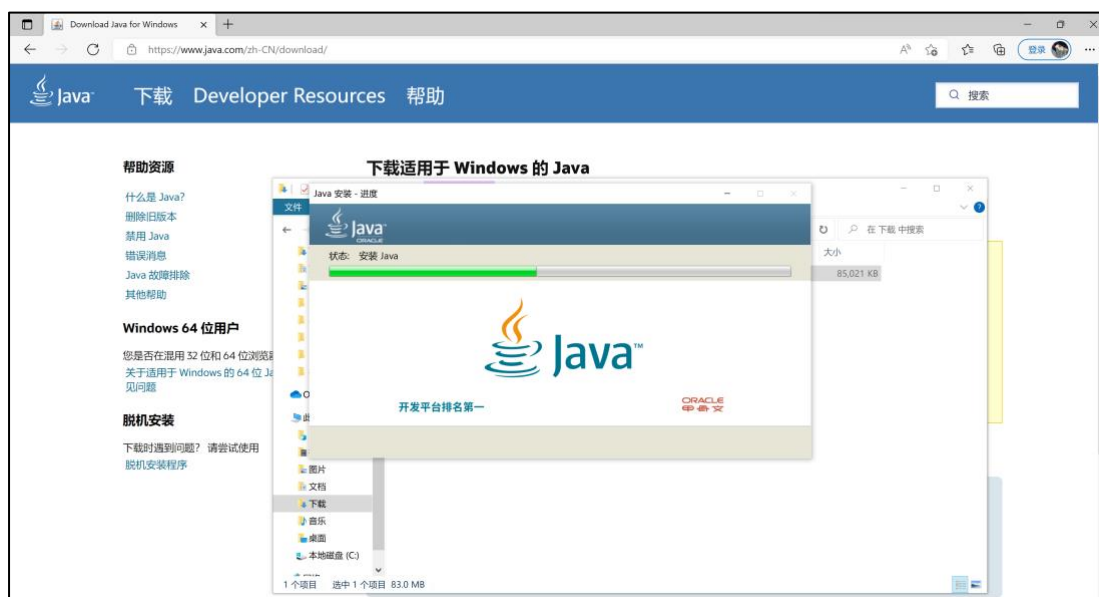 Download Java for Windows
https://www.java.com/zh-CN/download/
登录
Java
下载 Developer Resources 帮助
搜索
帮助资源
什么是 Java?
删除旧版本
禁用 Java
错误消息
Java 故障排除
其他帮助
Windows 64 位用户
您是否在混用 32 位和 64 位浏览
关于适用于 Windows 的 64 位
见问题
脱机安装
下载时遇到问题? 请尝试使用
脱机安装程序
下载适用于 Windows 的 Java
文件
在 下载 中搜索
大小
85,021 KB
Java 安装 - 进度
Java
ORACLE
状态: 安装 Java
Java™
开发平台排名第一
ORACLE
甲骨文
图片
文档
下载
音乐
桌面
本地磁盘 (C:)
1 个项目 选中 1 个项目 83.0 MB